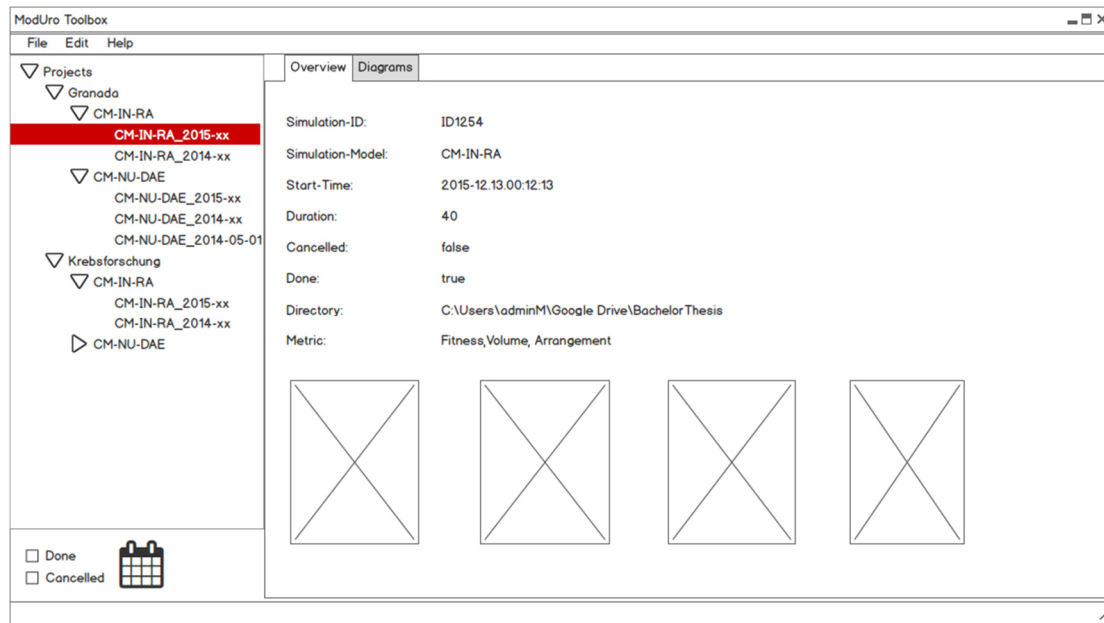 ModUro Toolbox
File Edit Help
Projects
Granada
CM-IN-RA
CM-IN-RA_2015-xx
CM-IN-RA_2014-xx
CM-NU-DAE
CM-NU-DAE_2015-xx
CM-NU-DAE_2014-xx
CM-NU-DAE_2014-05-01
Krebsforschung
CM-IN-RA
CM-IN-RA_2015-xx
CM-IN-RA_2014-xx
CM-NU-DAE
Done
Cancelled
Overview Diagrams
Simulation-ID: ID1254
Simulation-Model: CM-IN-RA
Start-Time: 2015-12.13.00:12:13
Duration: 40
Cancelled: false
Done: true
Directory: C:\Users\adminM\Google Drive\BachelorThesis
Metric: Fitness,Volume, Arrangement